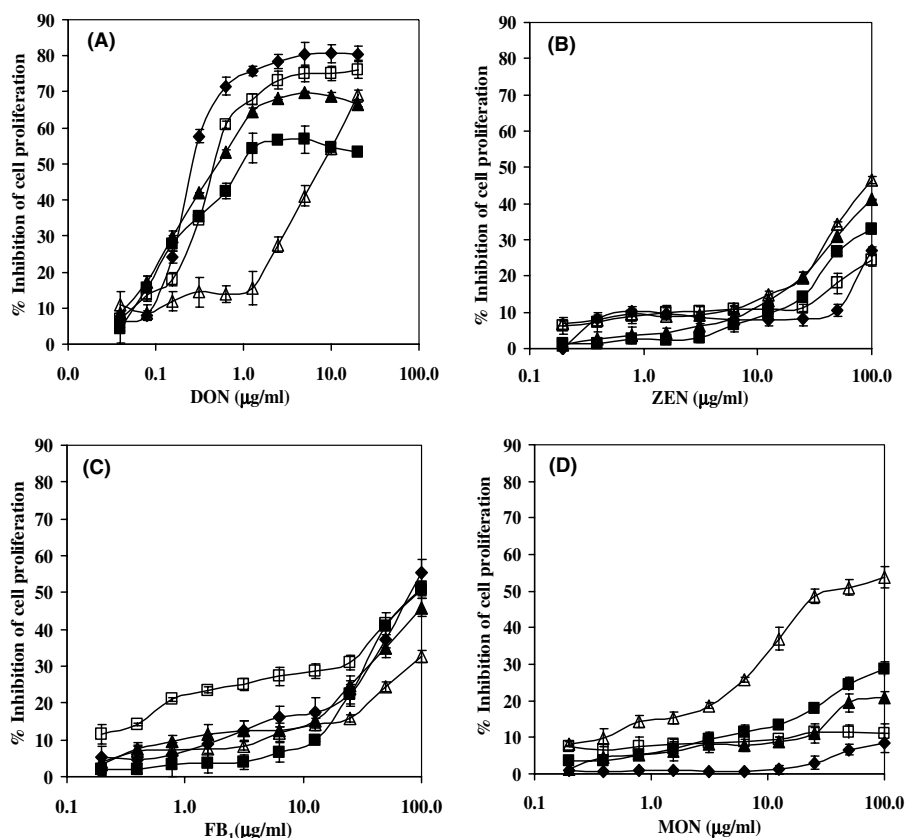 (A)
% Inhibition of cell proliferation
90
80
70
60
50
40
30
20
10
0
0.0 0.1 1.0 10.0 100.0
DON (µg/ml)
(B)
% Inhibition of cell proliferation
90
80
70
60
50
40
30
20
10
0
0.1 1.0 10.0 100.0
ZEN (µg/ml)
(C)
% Inhibition of cell proliferation
90
80
70
60
50
40
30
20
10
0
0.1 1.0 10.0 100.0
FB₁(µg/ml)
(D)
% Inhibition of cell proliferation
90
80
70
60
50
40
30
20
10
0
0.1 1.0 10.0 100.0
MON (µg/ml)